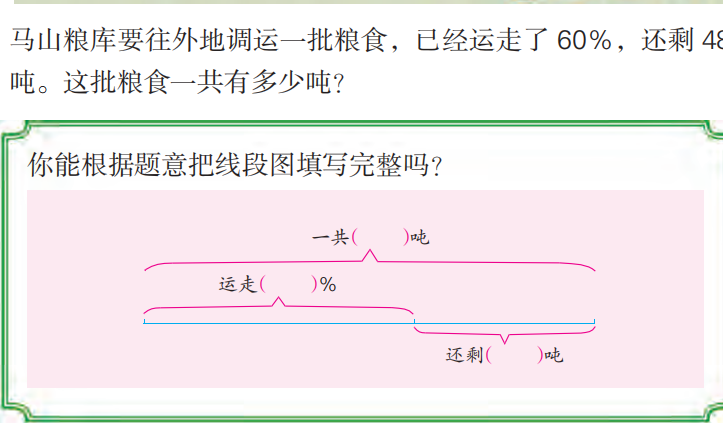 马山粮库要往外地调运一批粮食，已经运走了 60%，还剩 48
吨。这批粮食一共有多少吨？
你能根据题意把线段图填写完整吗？
一共(　　)吨
运走(　　)%
还剩(　　)吨